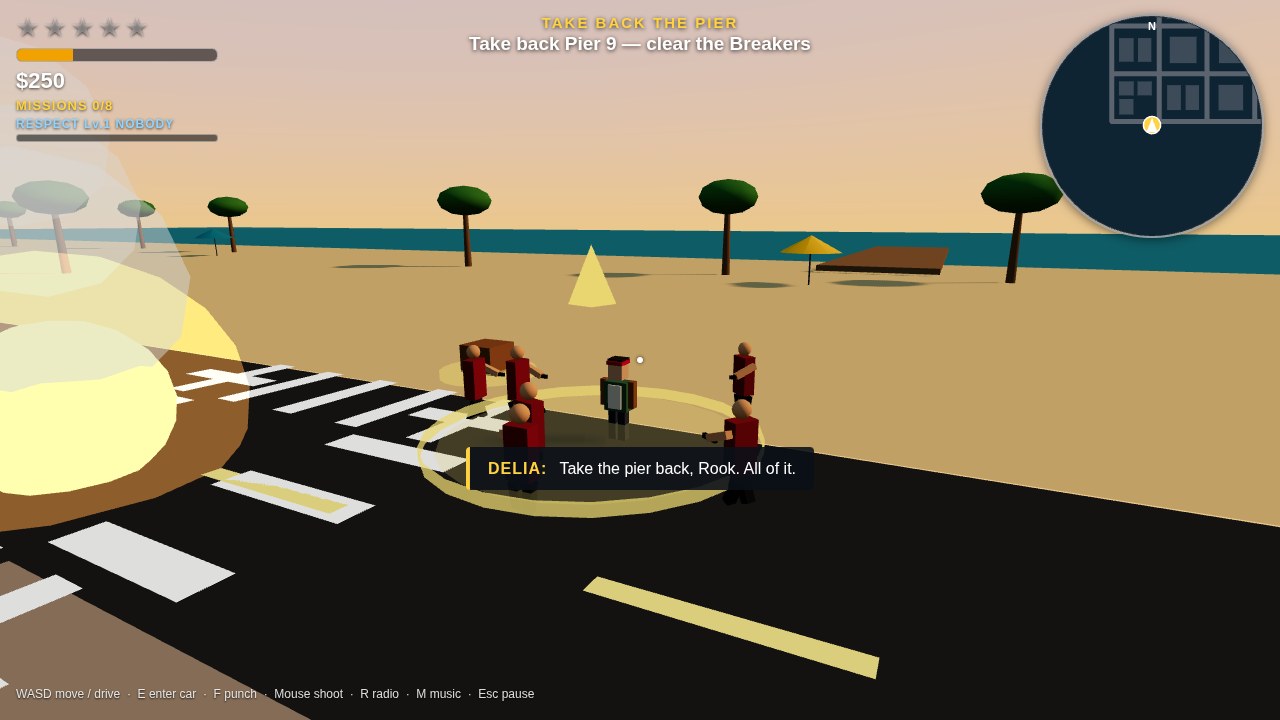 TAKE BACK THE PIER
Take back Pier 9 — clear the Breakers
$250
MISSIONS 0/8
RESPECT Lv.1 NOBODY
N
DELIA: Take the pier back, Rook. All of it.
WASD move / drive · E enter car · F punch · Mouse shoot · R radio · M music · Esc pause